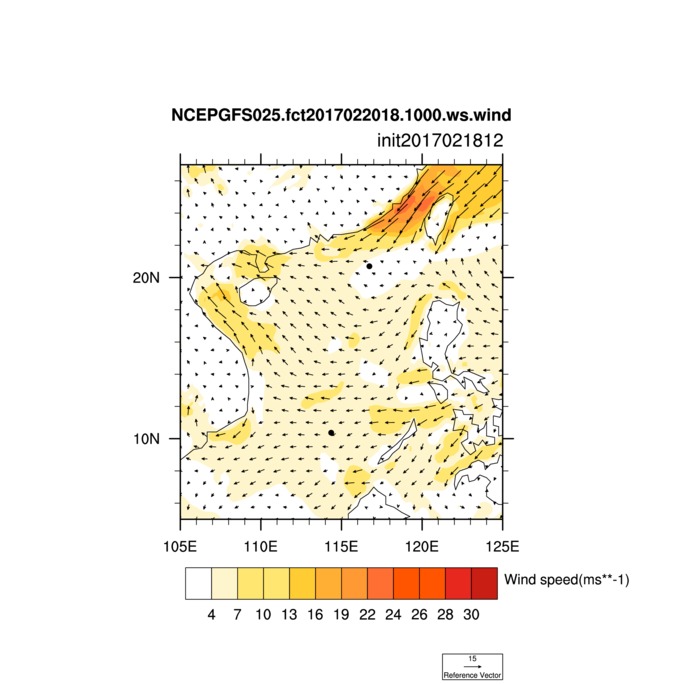 NCEPGFS025.fct2017022018.1000.ws.wind
init2017021812
20N
10N
105E 110E 115E 120E 125E
Wind speed(ms**-1)
4 7 10 13 16 19 22 24 26 28 30
15
Reference Vector